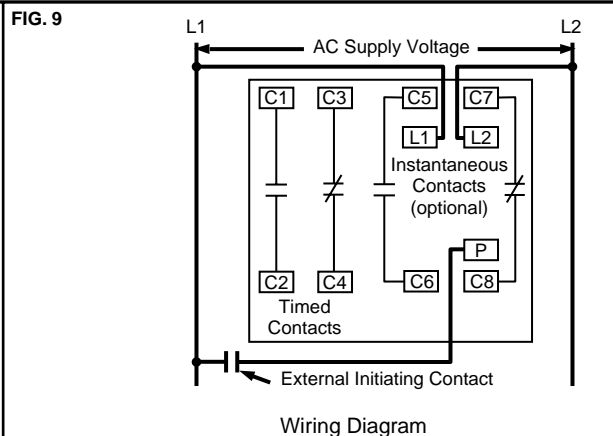 FIG. 9
L1
L2
AC Supply Voltage
C1
C3
C5
C7
L1
L2
Instantaneous
Contacts
(optional)
P
C2
C4
C6
C8
Timed
Contacts
External Initiating Contact
Wiring Diagram